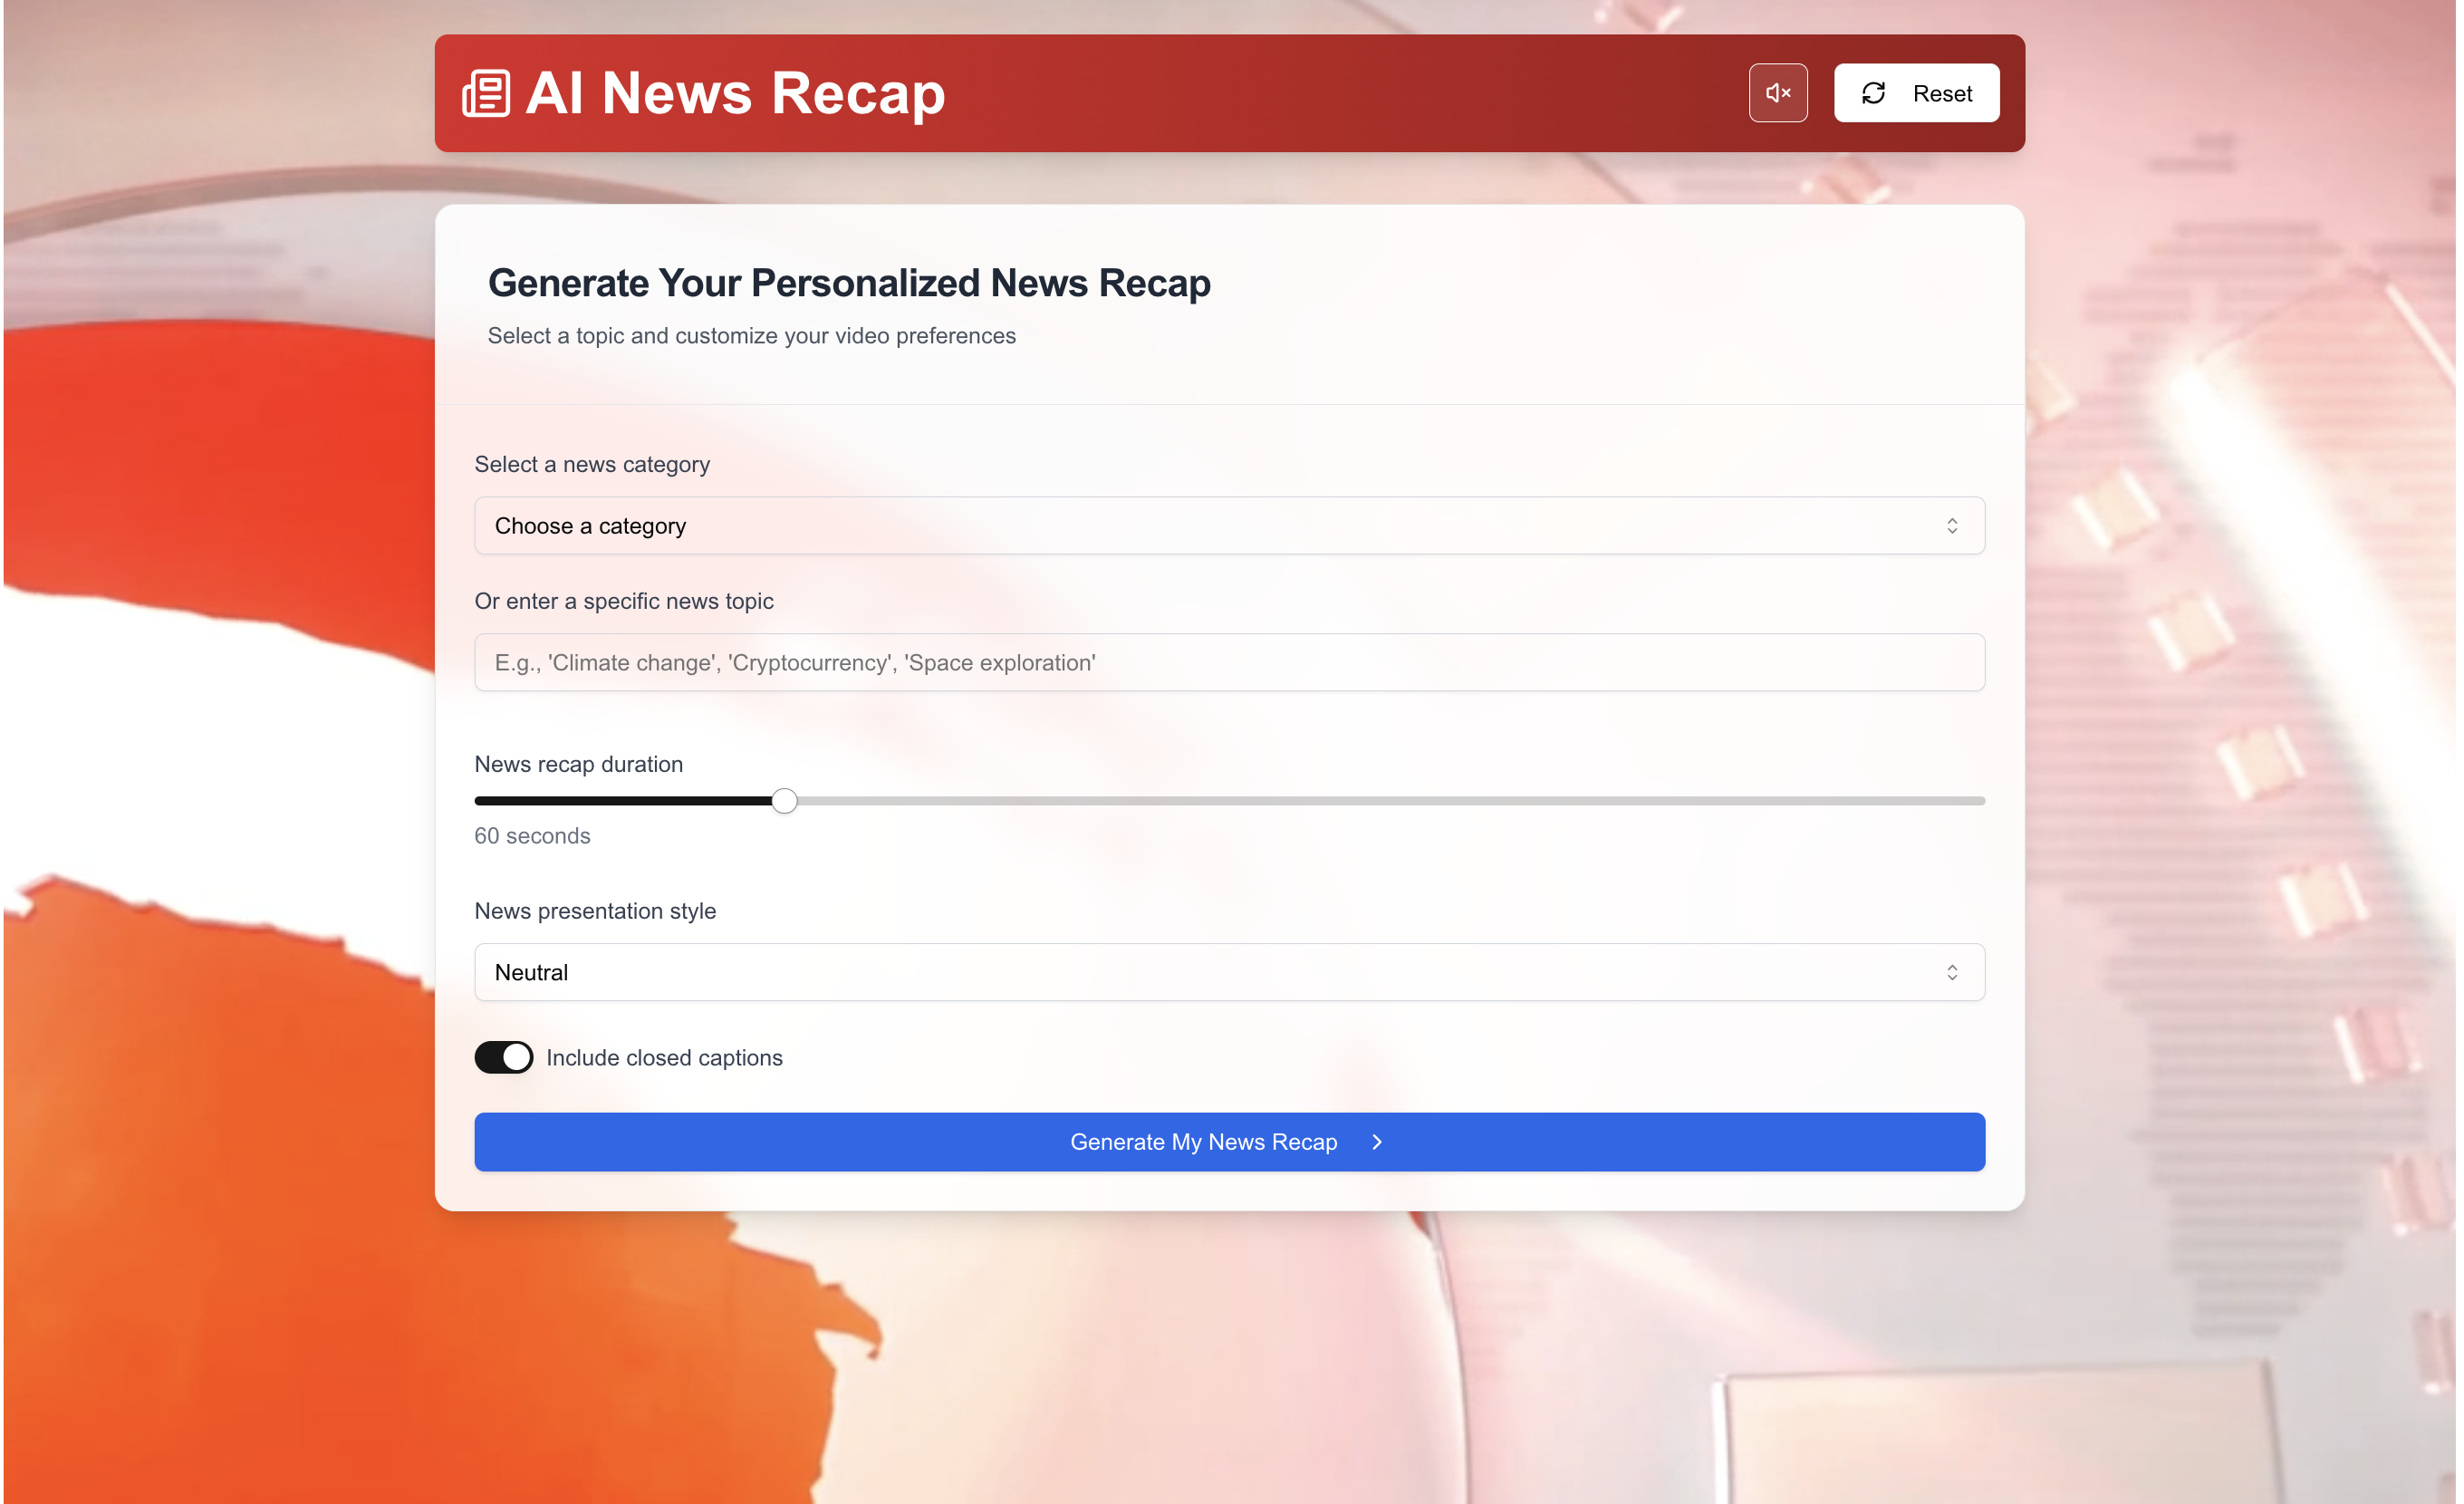 AI News Recap
Reset
Generate Your Personalized News Recap
Select a topic and customize your video preferences
Select a news category
Choose a category
Or enter a specific news topic
E.g., 'Climate change', 'Cryptocurrency', 'Space exploration'
News recap duration
60 seconds
News presentation style
Neutral
Include closed captions
Generate My News Recap